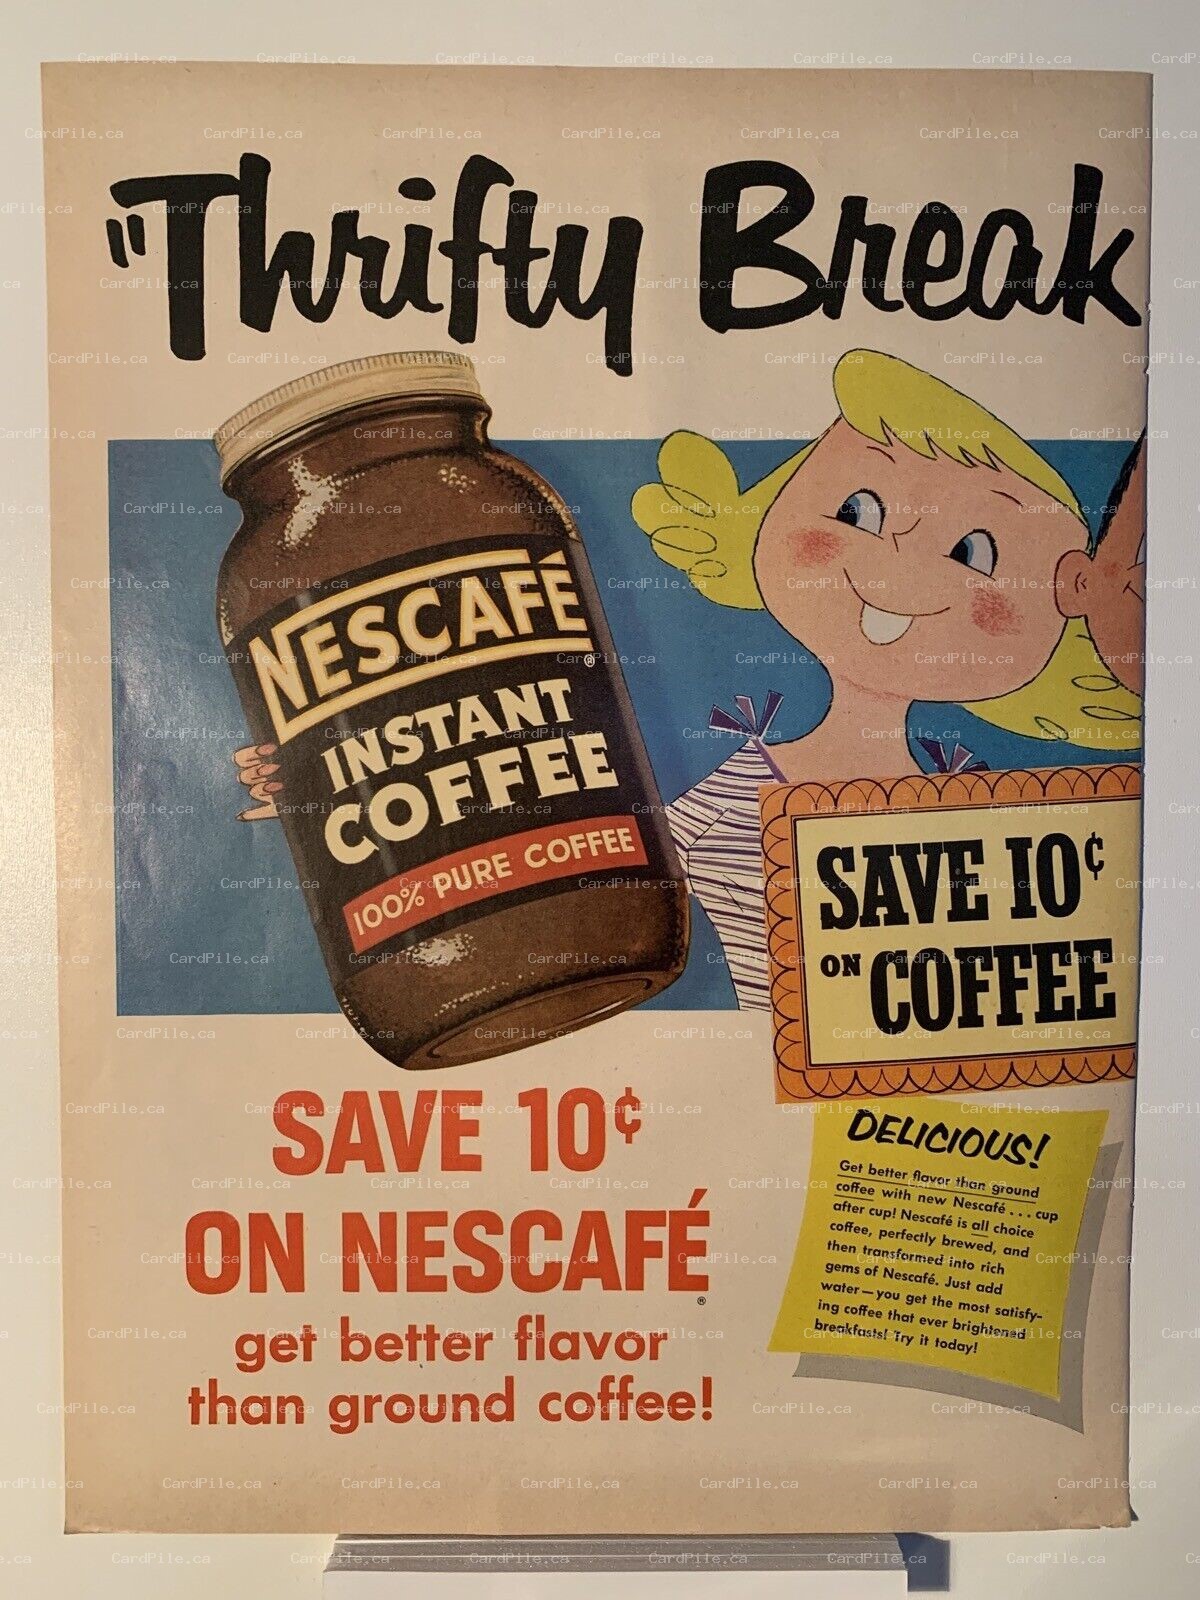 "Thrifty Break
NESCAFÉ
®
INSTANT
COFFEE
100% PURE COFFEE
SAVE 10¢
ON COFFEE
SAVE 10¢
ON NESCAFÉ
®
get better flavor
than ground coffee!
DELICIOUS!
Get better flavor than ground
coffee with new Nescafé . . . cup
after cup! Nescafé is all choice
coffee, perfectly brewed, and
then transformed into rich
gems of Nescafé. Just add
water—you get the most satisfy-
ing coffee that ever brightened
breakfasts! Try it today!
CardPile.ca